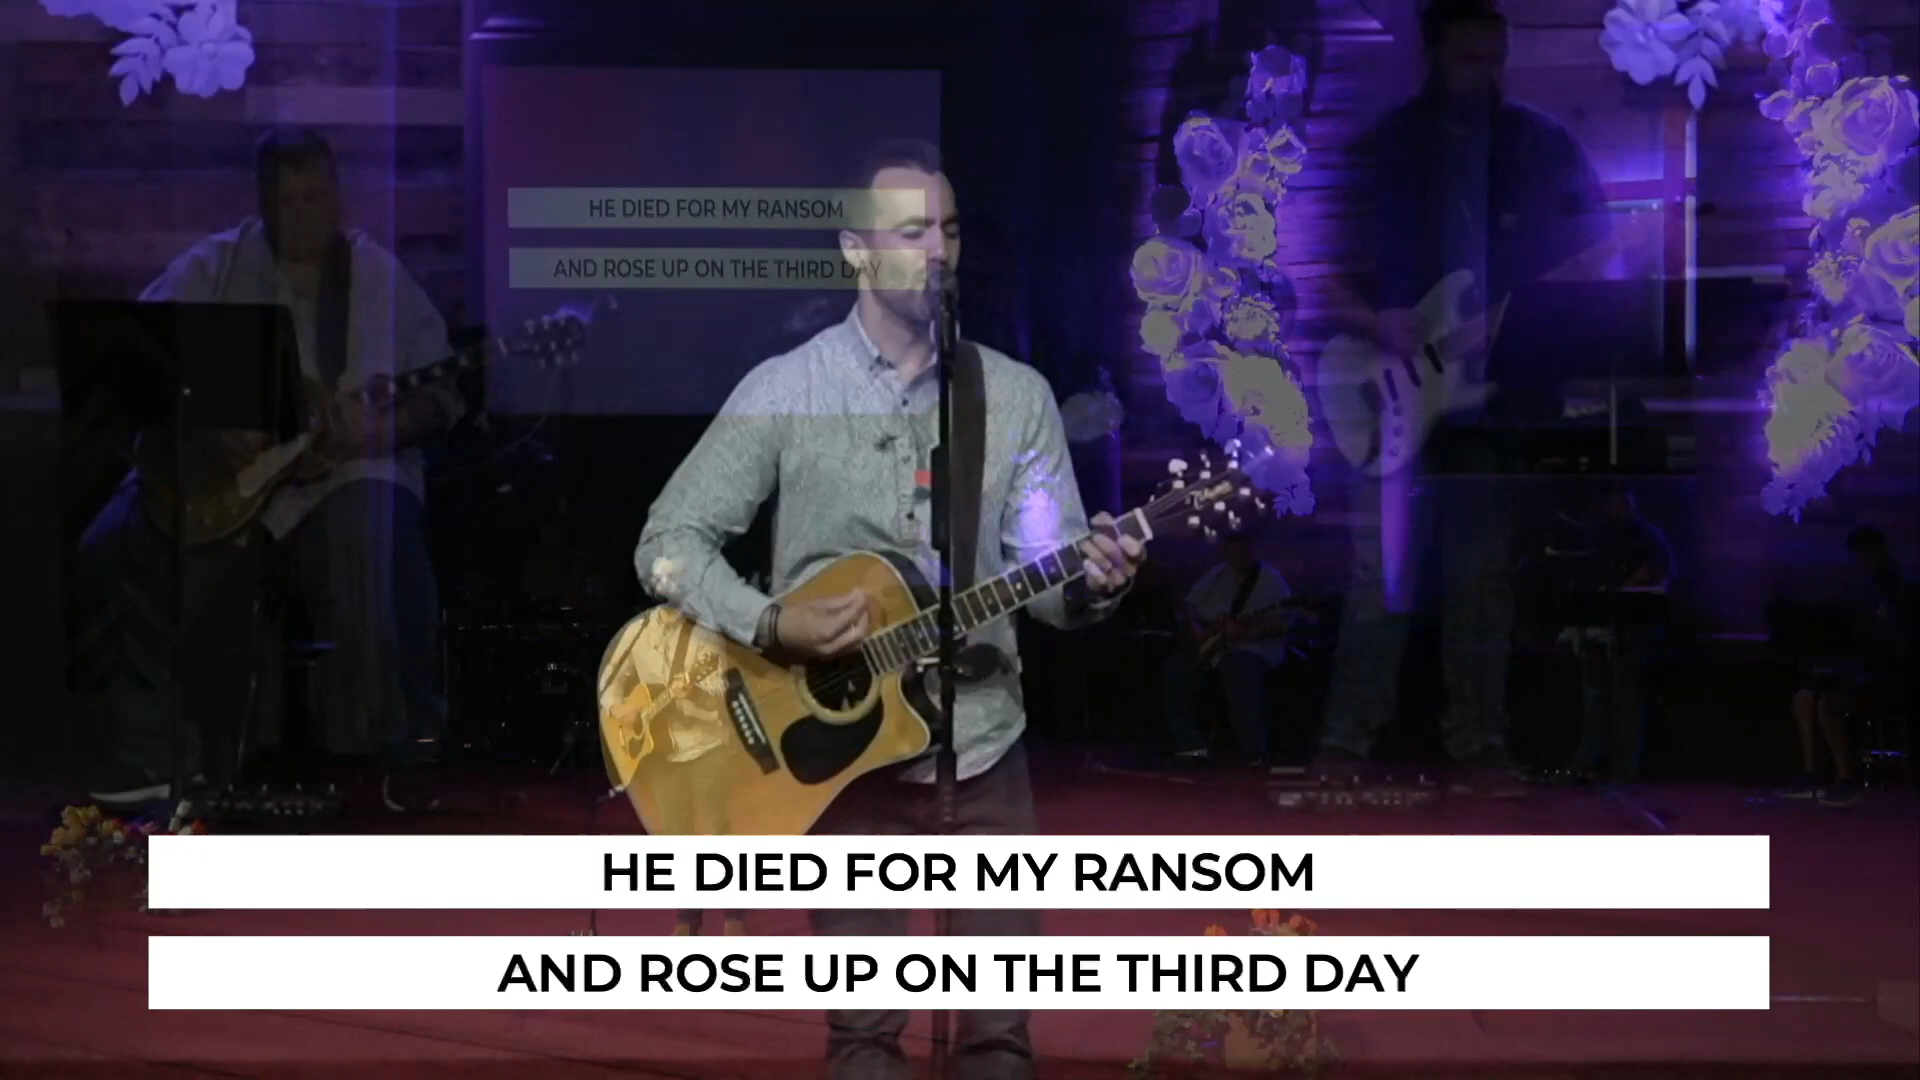 HE DIED FOR MY RANSOM
AND ROSE UP ON THE THIRD DAY
HE DIED FOR MY RANSOM
AND ROSE UP ON THE THIRD DAY